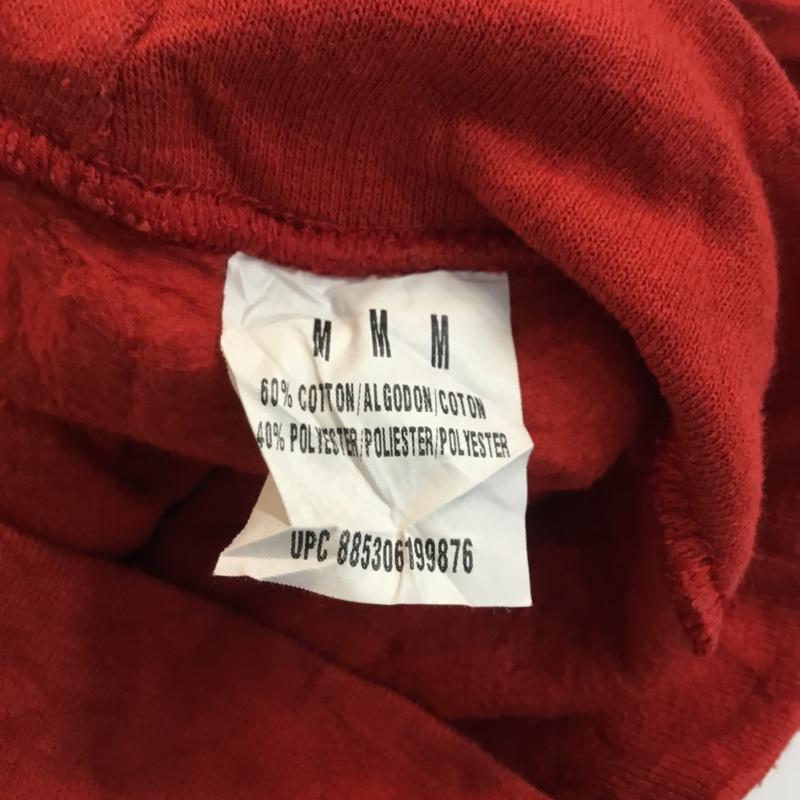 M M M
60% COTTON/ALGODON/COTON
40% POLYESTER/POLIESTER/POLYESTER
UPC 885306199876